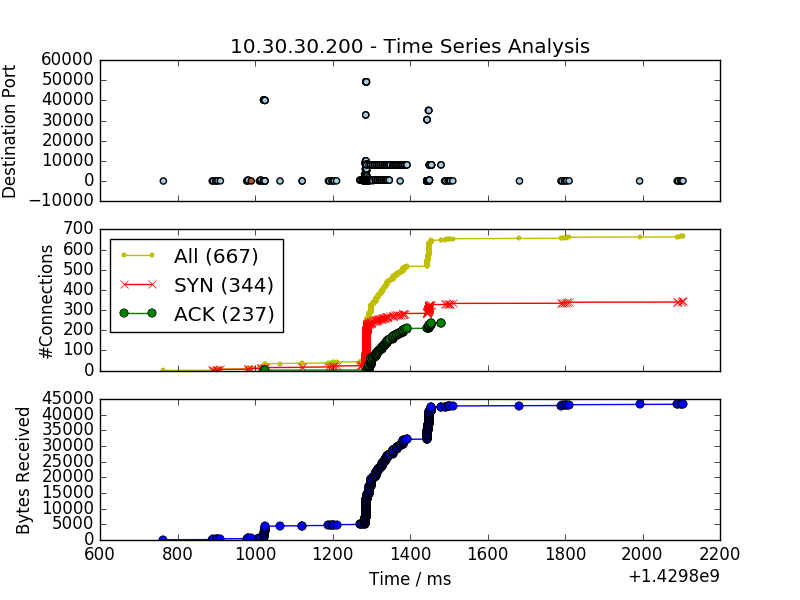 10.30.30.200 - Time Series Analysis
Destination Port
60000
50000
40000
30000
20000
10000
0
−10000
#Connections
700
600
500
400
300
200
100
0
All (667)
SYN (344)
ACK (237)
Bytes Received
45000
40000
35000
30000
25000
20000
15000
10000
5000
0
600 800 1000 1200 1400 1600 1800 2000 2200
Time / ms
+1.4298e9